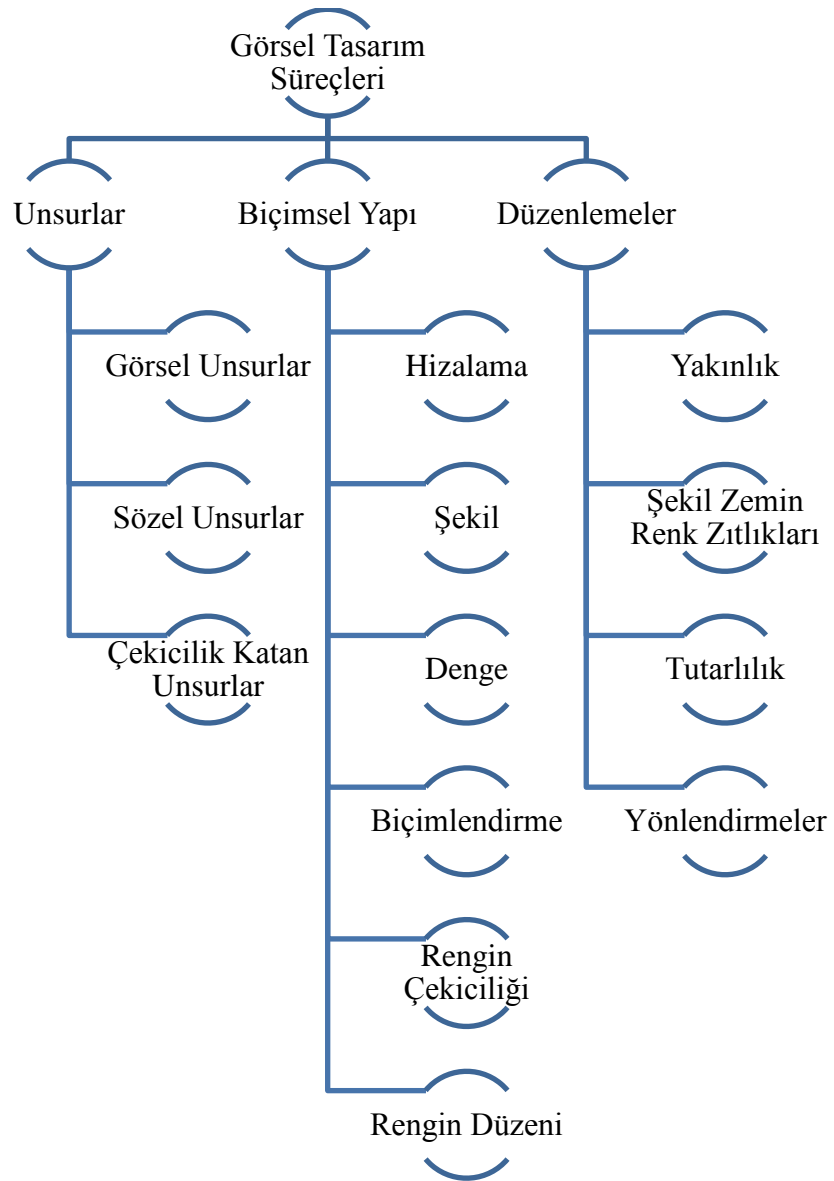 Görsel Tasarım
Süreçleri
Unsurlar
Biçimsel Yapı
Düzenlemeler
Görsel Unsurlar
Hizalama
Yakınlık
Sözel Unsurlar
Şekil
Şekil Zemin
Renk Zıtlıkları
Çekicilik Katan
Unsurlar
Denge
Tutarlılık
Biçimlendirme
Yönlendirmeler
Rengin
Çekiciliği
Rengin Düzeni